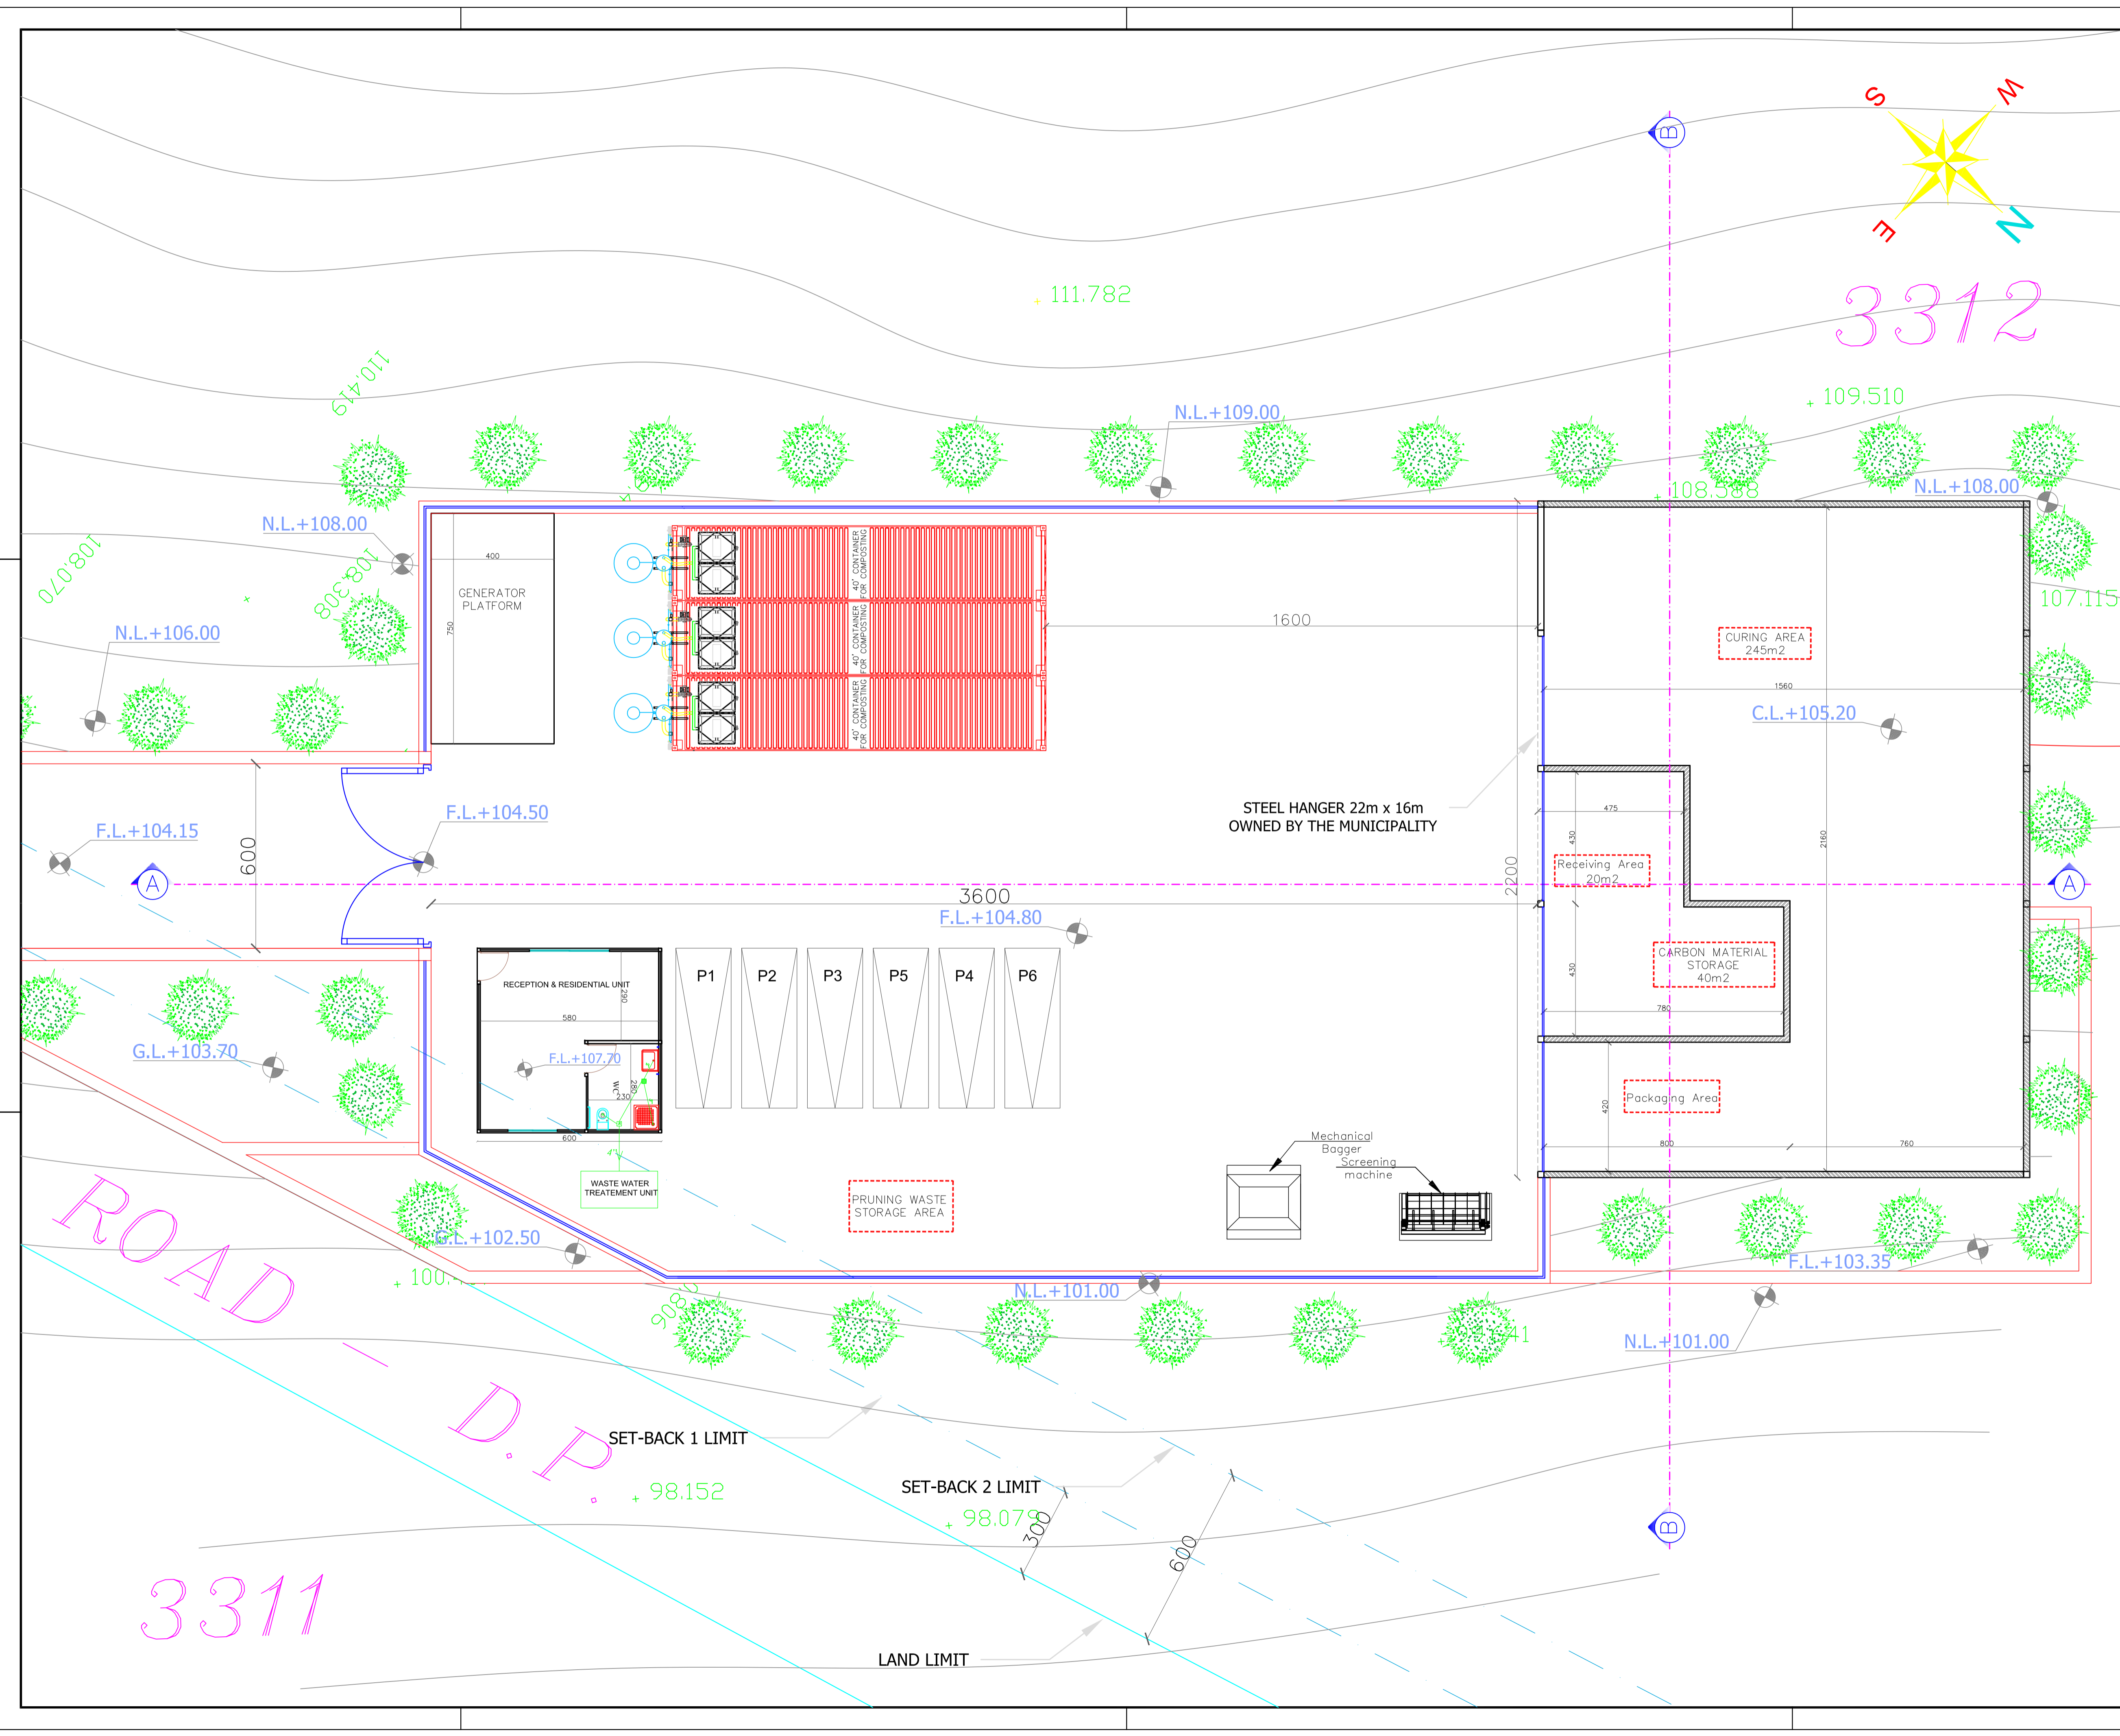 S
W
B
E
N
111.782
3312
110.419
109.510
N.L.+109.00
108.588
N.L.+108.00
N.L.+108.00
108.070
108.308
400
GENERATOR
PLATFORM
750
40" CONTAINER
FOR COMPOSTING
40" CONTAINER
FOR COMPOSTING
40" CONTAINER
FOR COMPOSTING
1600
107.115
N.L.+106.00
CURING AREA
245m2
1560
C.L.+105.20
STEEL HANGER 22m x 16m
OWNED BY THE MUNICIPALITY
475
430
2160
F.L.+104.50
F.L.+104.15
600
Receiving Area
20m2
2200
A
A
3600
F.L.+104.80
430
CARBON MATERIAL
STORAGE
40m2
780
P1
P2
P3
P5
P4
P6
RECEPTION & RESIDENTIAL UNIT
290
580
F.L.+107.70
WC
280
230
600
4"
G.L.+103.70
Packaging Area
420
800
760
Mechanical
Bagger
Screening
machine
WASTE WATER
TREATEMENT UNIT
PRUNING WASTE
STORAGE AREA
ROAD
G.L.+102.50
F.L.+103.35
N.L.+101.00
N.L.+101.00
D.P.
SET-BACK 1 LIMIT
SET-BACK 2 LIMIT
98.152
98.079
300
600
B
3311
LAND LIMIT